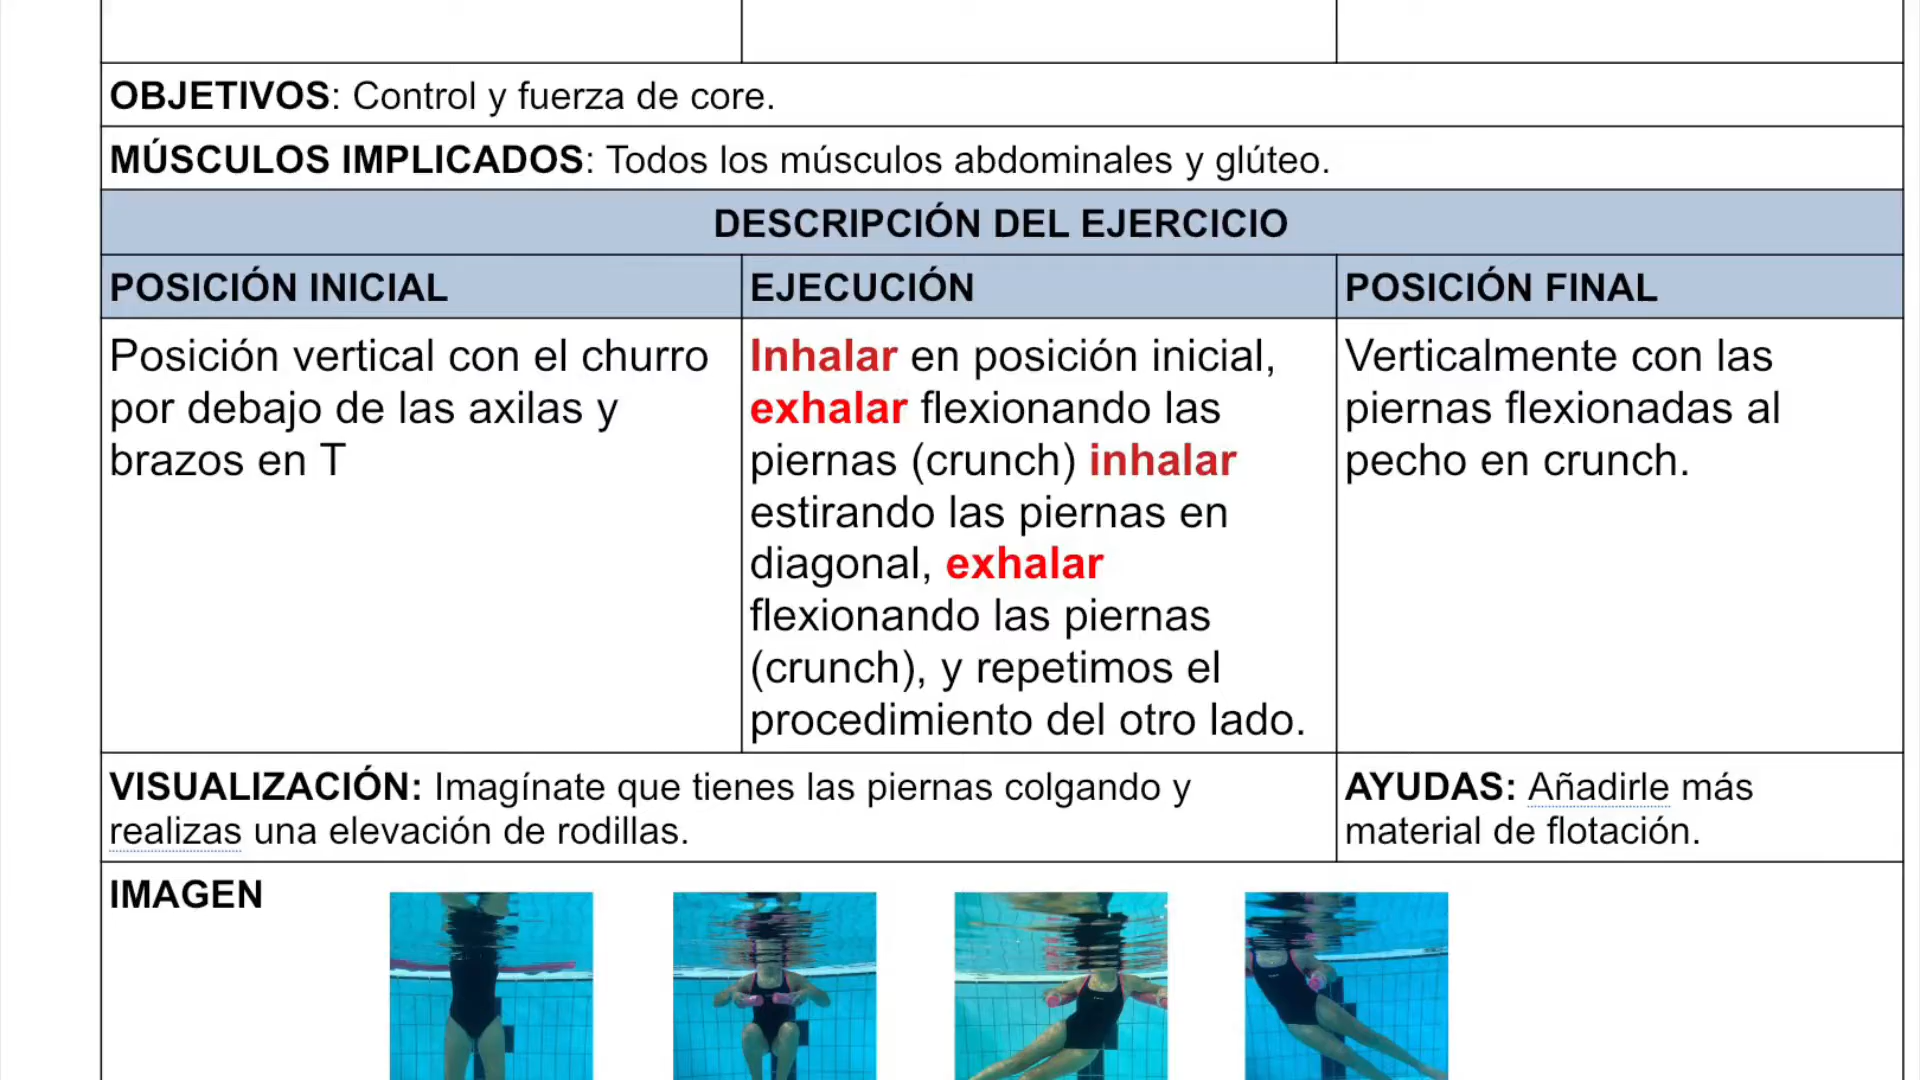 OBJETIVOS: Control y fuerza de core.
MÚSCULOS IMPLICADOS: Todos los músculos abdominales y glúteo.
DESCRIPCIÓN DEL EJERCICIO
POSICIÓN INICIAL
EJECUCIÓN
POSICIÓN FINAL
Posición vertical con el churro
por debajo de las axilas y
brazos en T
Inhalar en posición inicial,
exhalar flexionando las
piernas (crunch) inhalar
estirando las piernas en
diagonal, exhalar
flexionando las piernas
(crunch), y repetimos el
procedimiento del otro lado.
Verticalmente con las
piernas flexionadas al
pecho en crunch.
VISUALIZACIÓN: Imagínate que tienes las piernas colgando y
realizas una elevación de rodillas.
AYUDAS: Añadirle más
material de flotación.
IMAGEN